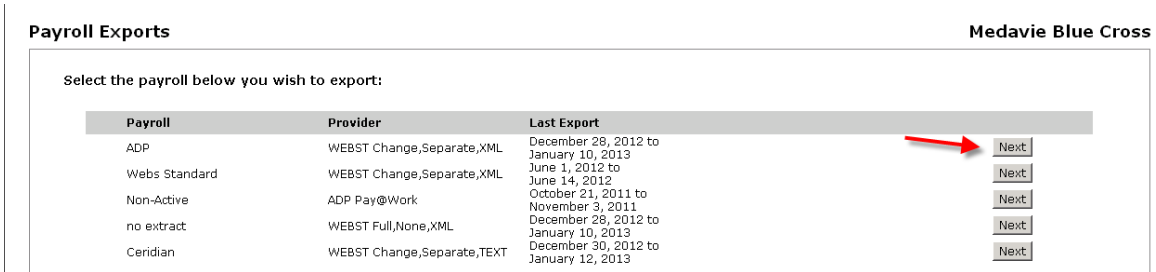 Payroll Exports Medavie Blue Cross
Select the payroll below you wish to export:
Payroll Provider Last Export
ADP WEBST Change,Separate,XML December 28, 2012 to January 10, 2013 Next
Webs Standard WEBST Change,Separate,XML June 1, 2012 to June 14, 2012 Next
Non-Active ADP Pay@Work October 21, 2011 to November 3, 2011 Next
no extract WEBST Full,None,XML December 28, 2012 to January 10, 2013 Next
Ceridian WEBST Change,Separate,TEXT December 30, 2012 to January 12, 2013 Next